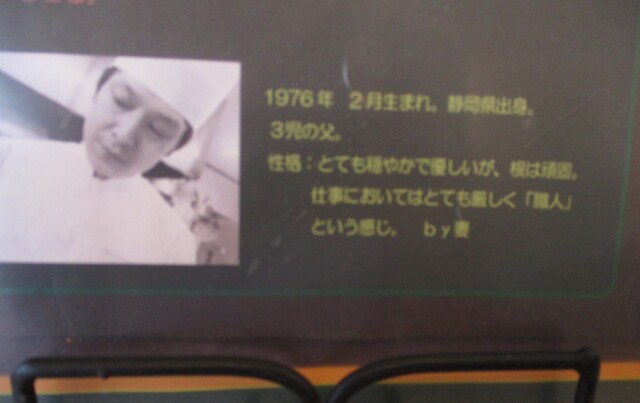 1976年 2月生まれ。静岡県出身。
3児の父。
性格：とても穏やかで優しいが、根は頑固。
仕事においてはとても厳しく「職人」
という感じ。 by妻